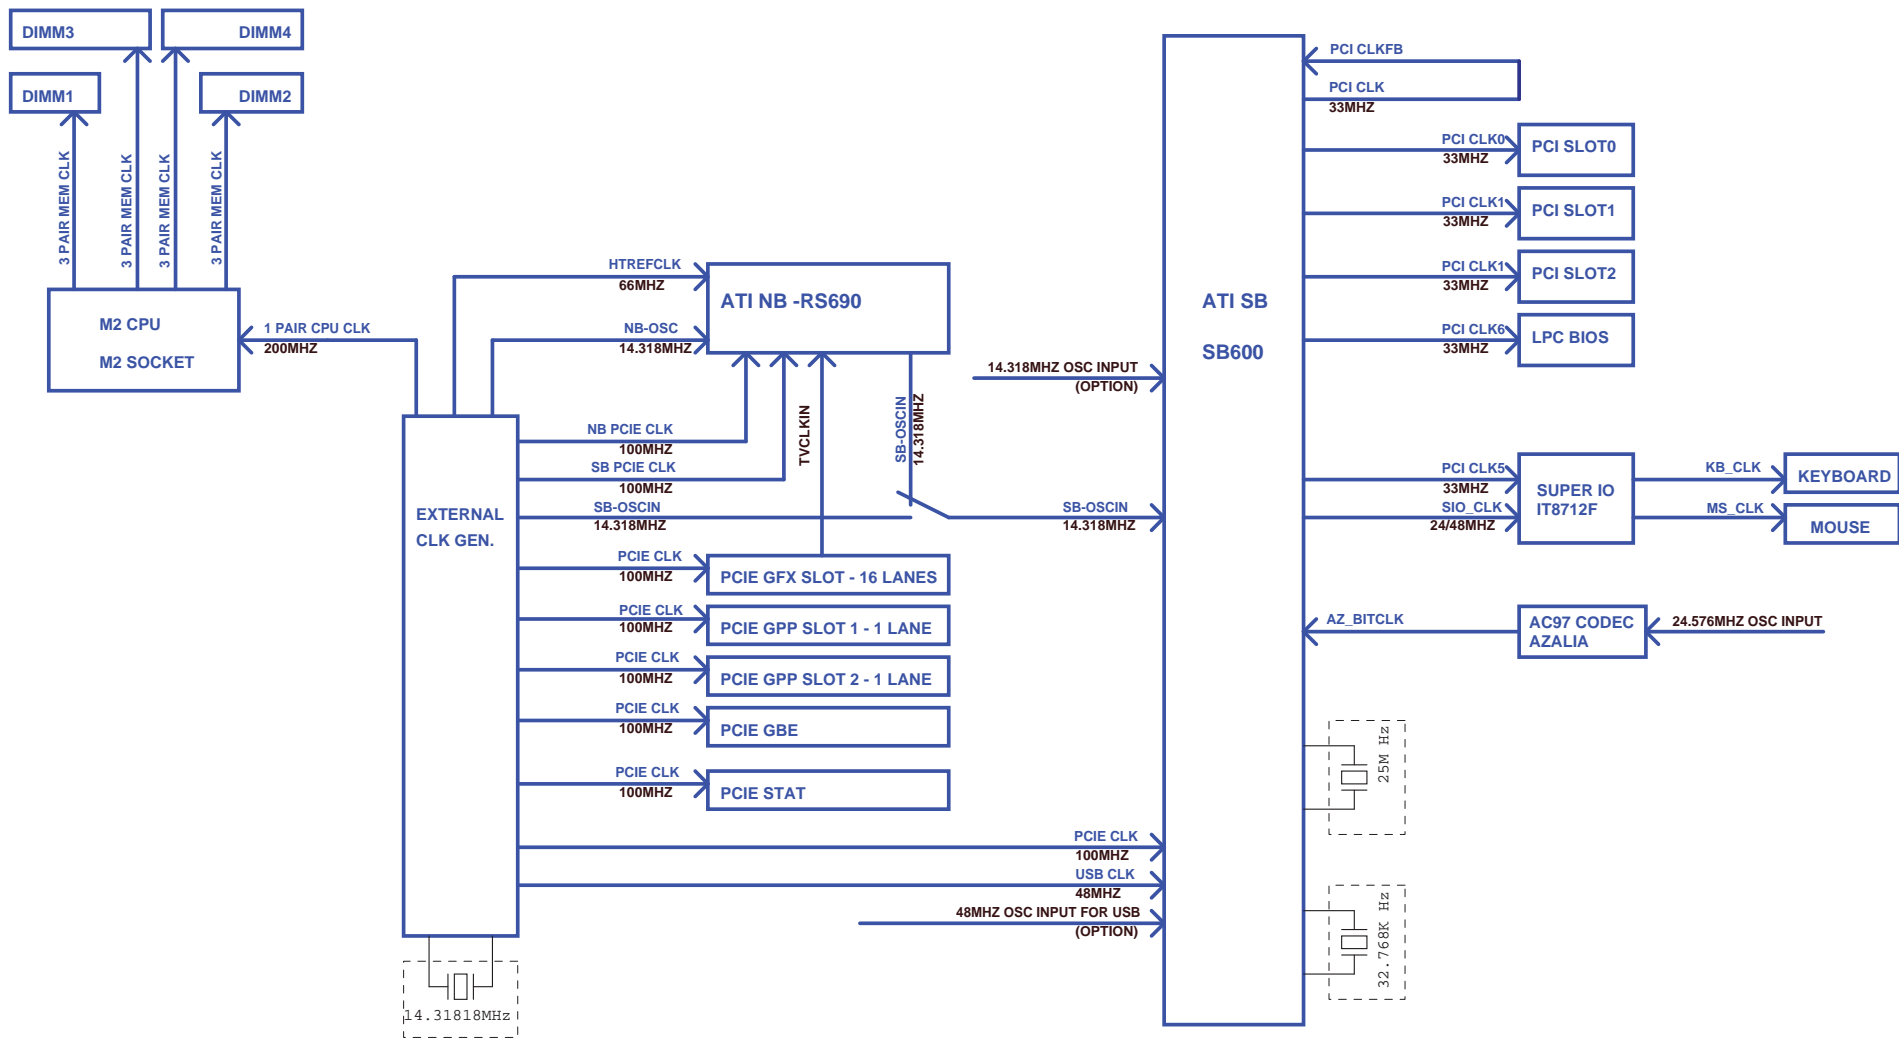 DIMM3
DIMM4
DIMM1
DIMM2
3 PAIR MEM CLK
3 PAIR MEM CLK
3 PAIR MEM CLK
3 PAIR MEM CLK
M2 CPU
M2 SOCKET
1 PAIR CPU CLK
200MHZ
HTREFCLK
66MHZ
NB-OSC
14.318MHZ
ATI NB -RS690
EXTERNAL
CLK GEN.
NB PCIE CLK
100MHZ
SB PCIE CLK
100MHZ
SB-OSCIN
14.318MHZ
TVCLKIN
SB-OSCIN
14.318MHZ
PCIE CLK
100MHZ
PCIE GFX SLOT - 16 LANES
PCIE CLK
100MHZ
PCIE GPP SLOT 1 - 1 LANE
PCIE CLK
100MHZ
PCIE GPP SLOT 2 - 1 LANE
PCIE CLK
100MHZ
PCIE GBE
PCIE CLK
100MHZ
PCIE STAT
14.31818MHz
14.318MHZ OSC INPUT
(OPTION)
SB-OSCIN
14.318MHZ
PCIE CLK
100MHZ
USB CLK
48MHZ
48MHZ OSC INPUT FOR USB
(OPTION)
ATI SB
SB600
PCI CLKFB
PCI CLK
33MHZ
PCI CLK0
33MHZ
PCI SLOT0
PCI CLK1
33MHZ
PCI SLOT1
PCI CLK1
33MHZ
PCI SLOT2
PCI CLK6
33MHZ
LPC BIOS
PCI CLK5
33MHZ
SIO_CLK
24/48MHZ
SUPER IO
IT8712F
KB_CLK
KEYBOARD
MS_CLK
MOUSE
AZ_BITCLK
AC97 CODEC
AZALIA
24.576MHZ OSC INPUT
25M Hz
32.768K Hz